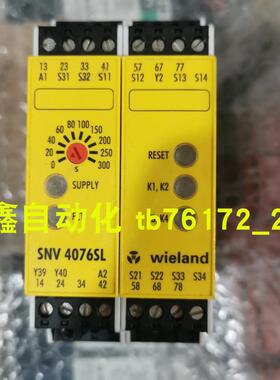 13 23 33 41
A1 S31 S32 S11
57 67 77
S12 Y2 S13 S14
0
20
40
60
80
100
150
200
300
s
SUPPLY
RESET
K1, K2
鑫自动化 tb76172_2
K4
SNV 4076SL
wieland
Y39 Y40 A2
14 24 34 42
S21 S22 S33 S34
58 68 78